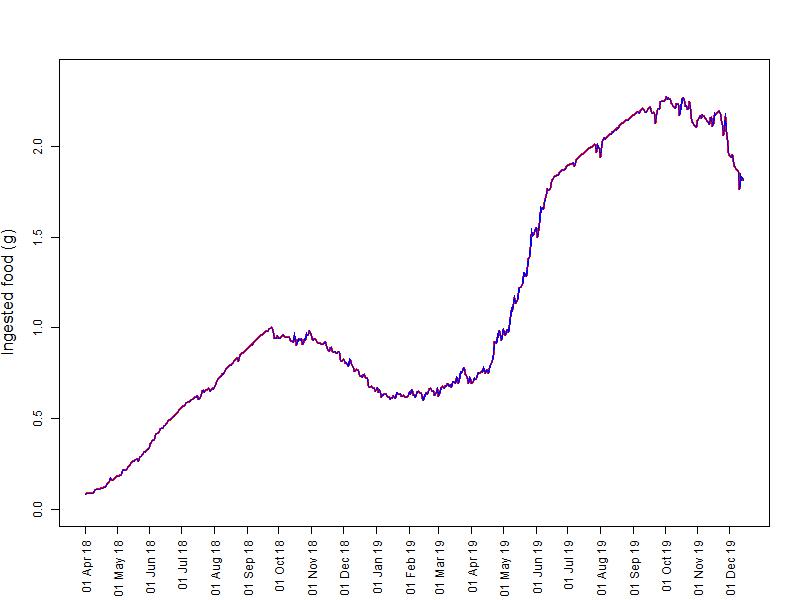 Ingested food (g)
2.0
1.5
1.0
0.5
0.0
01 Apr 18
01 May 18
01 Jun 18
01 Jul 18
01 Aug 18
01 Sep 18
01 Oct 18
01 Nov 18
01 Dec 18
01 Jan 19
01 Feb 19
01 Mar 19
01 Apr 19
01 May 19
01 Jun 19
01 Jul 19
01 Aug 19
01 Sep 19
01 Oct 19
01 Nov 19
01 Dec 19